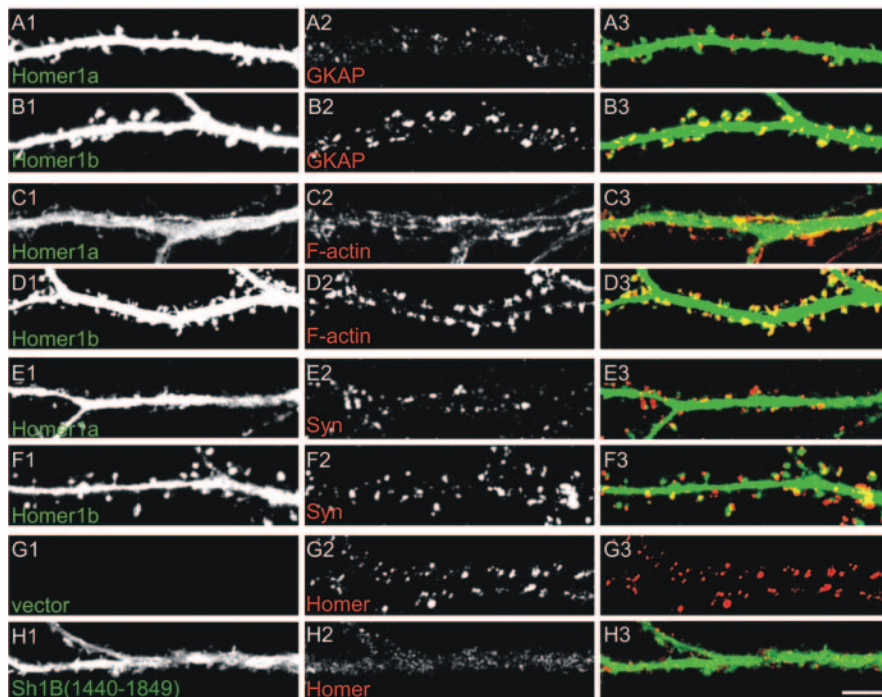 A1 A2 A3
Homer1a GKAP
B1 B2 B3
Homer1b GKAP
C1 C2 C3
Homer1a F-actin
D1 D2 D3
Homer1b F-actin
E1 E2 E3
Homer1a Syn
F1 F2 F3
Homer1b Syn
G1 G2 G3
vector Homer
H1 H2 H3
Sh1B(1440-1849) Homer